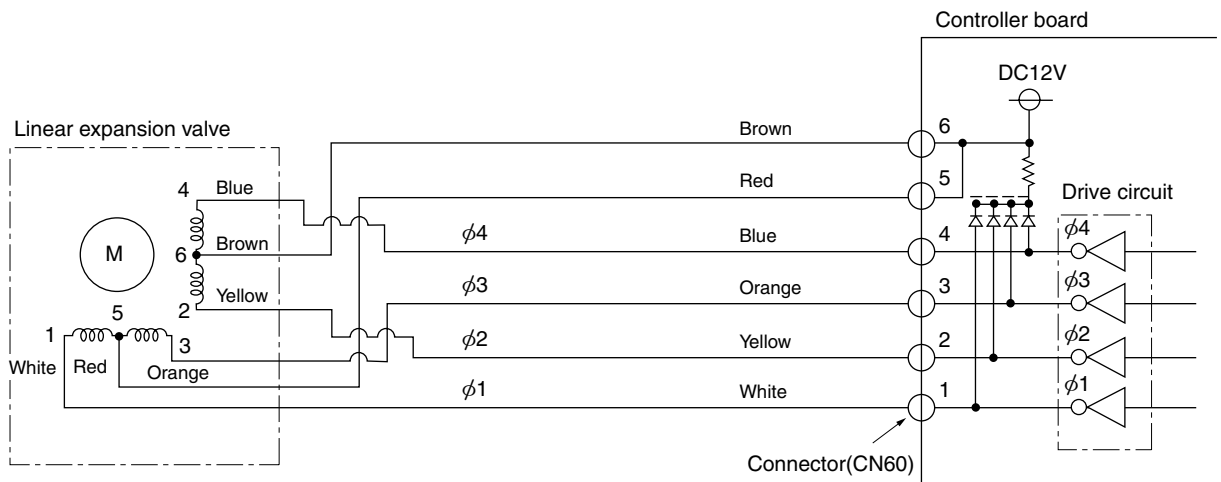 Controller board
DC12V
Linear expansion valve
Brown
6
4
Blue
Red
5
Drive circuit
M
6
Brown
ϕ4
Blue
4
ϕ4
5
2
Yellow
ϕ3
Orange
3
ϕ3
1
3
ϕ2
Yellow
2
ϕ2
White
Red
Orange
ϕ1
White
1
ϕ1
Connector(CN60)